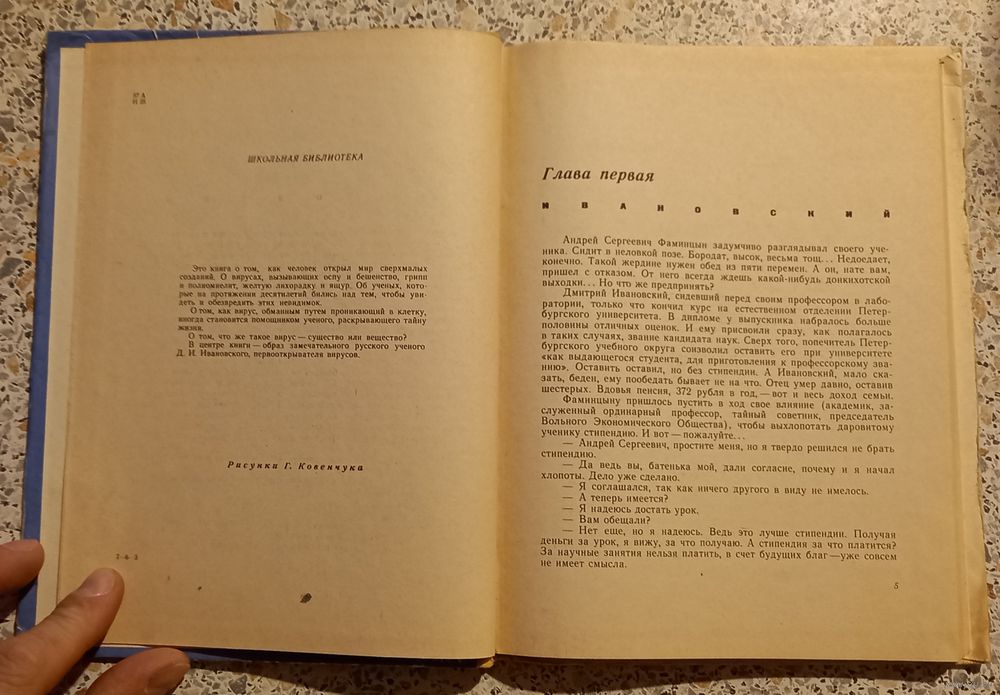 ШКОЛЬНАЯ БИБЛИОТЕКА
Это книга о том, как человек открыл мир сверхмалых
созданий. О вирусах, вызывающих оспу и бешенство, грипп
и полиомиелит, желтую лихорадку и ящур. Об ученых, кото-
рые на протяжении десятилетий бились над тем, чтобы уви-
деть и обезвредить этих невидимок.
О том, как вирус, обманным путем проникающий в клетку,
иногда становится помощником ученого, раскрывающего тайну
жизни.
О том, что же такое вирус — существо или вещество?
В центре книги — образ замечательного русского ученого
Д. И. Ивановского, первооткрывателя вирусов.
Рисунки Г. Ковенчука
7-6-3
Глава первая
ИВАНОВСКИЙ
Андрей Сергеевич Фаминцын задумчиво разглядывал своего уче-
ника. Сидит в неловкой позе. Бородат, высок, весьма тощ... Недоедает,
конечно. Такой жердине нужен обед из пяти перемен. А он, нате вам,
пришел с отказом. От него всегда ждешь какой-нибудь донкихотской
выходки... Но что же предпринять?
Дмитрий Ивановский, сидевший перед своим профессором в лабо-
ратории, только что кончил курс на естественном отделении Петер-
бургского университета. В дипломе у выпускника набралось больше
половины отличных оценок. И ему присвоили сразу, как полагалось
в таких случаях, звание кандидата наук. Сверх того, попечитель Петер-
бургского учебного округа соизволил оставить его при университете
«как выдающегося студента, для приготовления к профессорскому зва-
нию». Оставить оставил, но без стипендии. А Ивановский, мало ска-
зать, беден, ему пообедать бывает не на что. Отец умер давно, оставив
шестерых. Вдовья пенсия, 372 рубля в год, — вот и весь доход семьи.
Фаминцыну пришлось пустить в ход свое влияние (академик, за-
служенный ординарный профессор, тайный советник, председатель
Вольного Экономического Общества), чтобы выхлопотать даровитому
ученику стипендию. И вот — пожалуйте...
— Андрей Сергеевич, простите меня, но я твердо решился не брать
стипендию.
— Да ведь вы, батенька мой, дали согласие, почему и я начал
хлопоты. Дело уже сделано.
— Я соглашался, так как ничего другого в виду не имелось.
— А теперь имеется?
— Я надеюсь достать урок.
— Вам обещали?
— Нет еще, но я надеюсь. Ведь это лучше стипендии. Получая
деньги за урок, я вижу, за что получаю. А стипендия за что платится?
За научные занятия нельзя платить, в счет будущих благ — уже совсем
не имеет смысла.
5